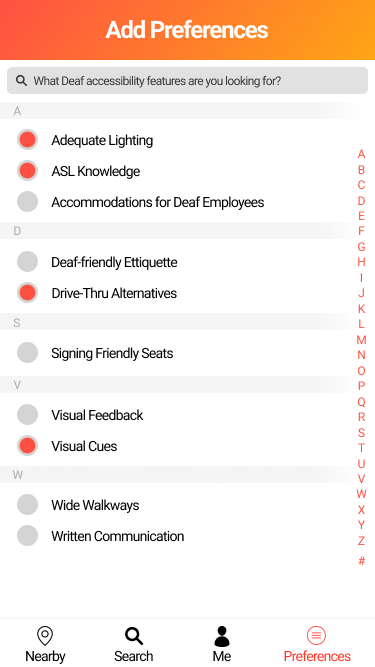 Add Preferences
What Deaf accessibility features are you looking for?
A
Adequate Lighting
ASL Knowledge
Accommodations for Deaf Employees
D
Deaf-friendly Ettiquette
Drive-Thru Alternatives
S
Signing Friendly Seats
V
Visual Feedback
Visual Cues
W
Wide Walkways
Written Communication
A
B
C
D
E
F
G
H
I
J
K
L
M
N
O
P
Q
R
S
T
U
V
W
X
Y
Z
#
Nearby Search Me Preferences